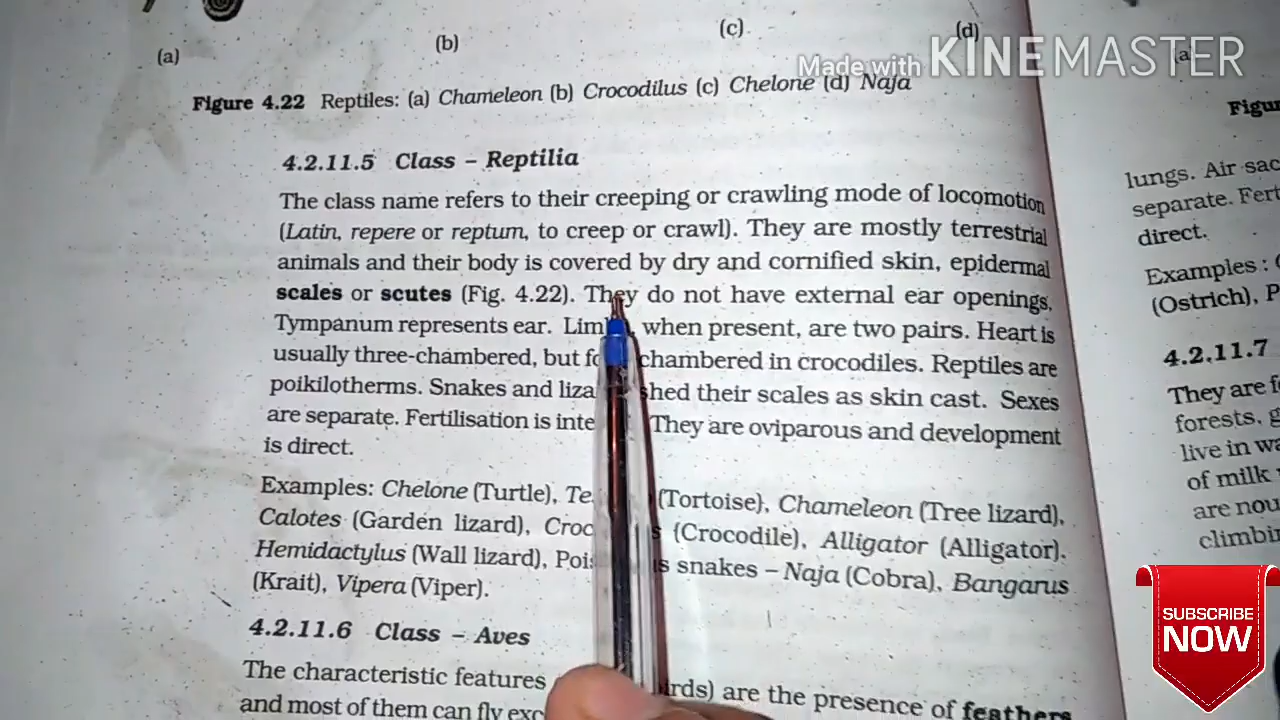 (a) (b) (c) (d) (a
Made with KINEMASTER
Figure 4.22 Reptiles: (a) Chameleon (b) Crocodilus (c) Chelone (d) Naja
4.2.11.5 Class – Reptilia
The class name refers to their creeping or crawling mode of locomotion
(Latin, repere or reptum, to creep or crawl). They are mostly terrestrial
animals and their body is covered by dry and cornified skin, epidermal
scales or scutes (Fig. 4.22). They do not have external ear openings.
Tympanum represents ear. Lim , when present, are two pairs. Heart is
usually three-chambered, but fo chambered in crocodiles. Reptiles are
poikilotherms. Snakes and liza shed their scales as skin cast. Sexes
are separate. Fertilisation is inte They are oviparous and development
is direct.
Examples: Chelone (Turtle), Te (Tortoise), Chameleon (Tree lizard),
Calotes (Garden lizard), Croc s (Crocodile), Alligator (Alligator).
Hemidactylus (Wall lizard), Poi s snakes – Naja (Cobra), Bangarus
(Krait), Vipera (Viper).
4.2.11.6 Class – Aves
The characteristic features irds) are the presence of feathers
and most of them can fly exc
Figu
lungs. Air sac
separate. Fert
direct.
Examples :
(Ostrich), P
4.2.11.7
They are f
forests, g
live in wa
of milk
are nou
climbi
SUBSCRIBE
NOW